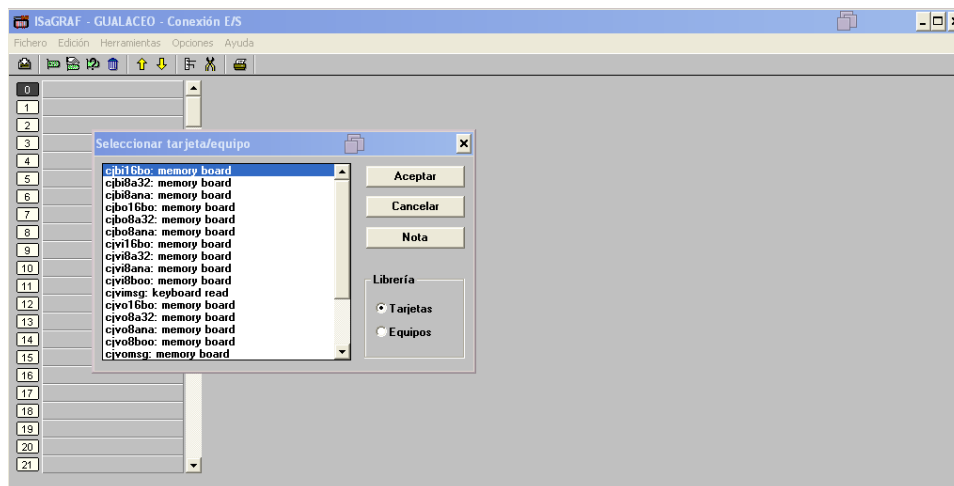 ISaGRAF - GUALACEO - Conexión E/S
Fichero Edición Herramientas Opciones Ayuda
0
1
2
3
4
5
6
7
8
9
10
11
12
13
14
15
16
17
18
19
20
21
Seleccionar tarjeta/equipo
cjbi16bo: memory board
cjbi8a32: memory board
cjbi8ana: memory board
cjbo16bo: memory board
cjbo8a32: memory board
cjbo8ana: memory board
cjvi16bo: memory board
cjvi8a32: memory board
cjvi8ana: memory board
cjvi8boo: memory board
cjvimsg: keyboard read
cjvo16bo: memory board
cjvo8a32: memory board
cjvo8ana: memory board
cjvo8boo: memory board
cjvomsg: memory board
Aceptar
Cancelar
Nota
Librería
Tarjetas
Equipos